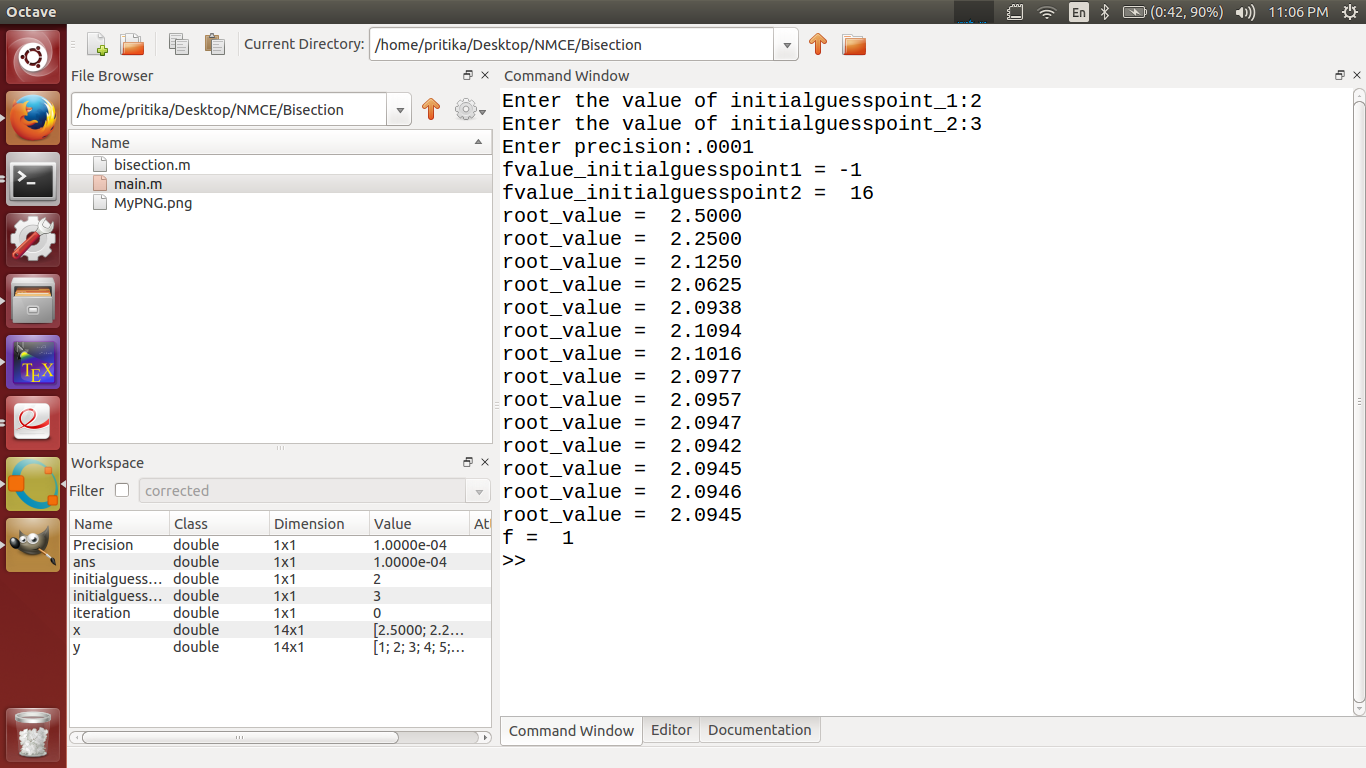 Octave
En
(0:42, 90%)
11:06 PM
Current Directory:
/home/pritika/Desktop/NMCE/Bisection
File Browser
/home/pritika/Desktop/NMCE/Bisection
Name
bisection.m
main.m
MyPNG.png
Workspace
Filter
corrected
Name Class Dimension Value Att
Precision double 1x1 1.0000e-04
ans double 1x1 1.0000e-04
initialguess... double 1x1 2
initialguess... double 1x1 3
iteration double 1x1 0
x double 14x1 [2.5000; 2.2...
y double 14x1 [1; 2; 3; 4; 5;...
Command Window
Enter the value of initialguesspoint_1:2
Enter the value of initialguesspoint_2:3
Enter precision:.0001
fvalue_initialguesspoint1 = -1
fvalue_initialguesspoint2 =  16
root_value =  2.5000
root_value =  2.2500
root_value =  2.1250
root_value =  2.0625
root_value =  2.0938
root_value =  2.1094
root_value =  2.1016
root_value =  2.0977
root_value =  2.0957
root_value =  2.0947
root_value =  2.0942
root_value =  2.0945
root_value =  2.0946
root_value =  2.0945
f =  1
>>
Command Window Editor Documentation
TEX